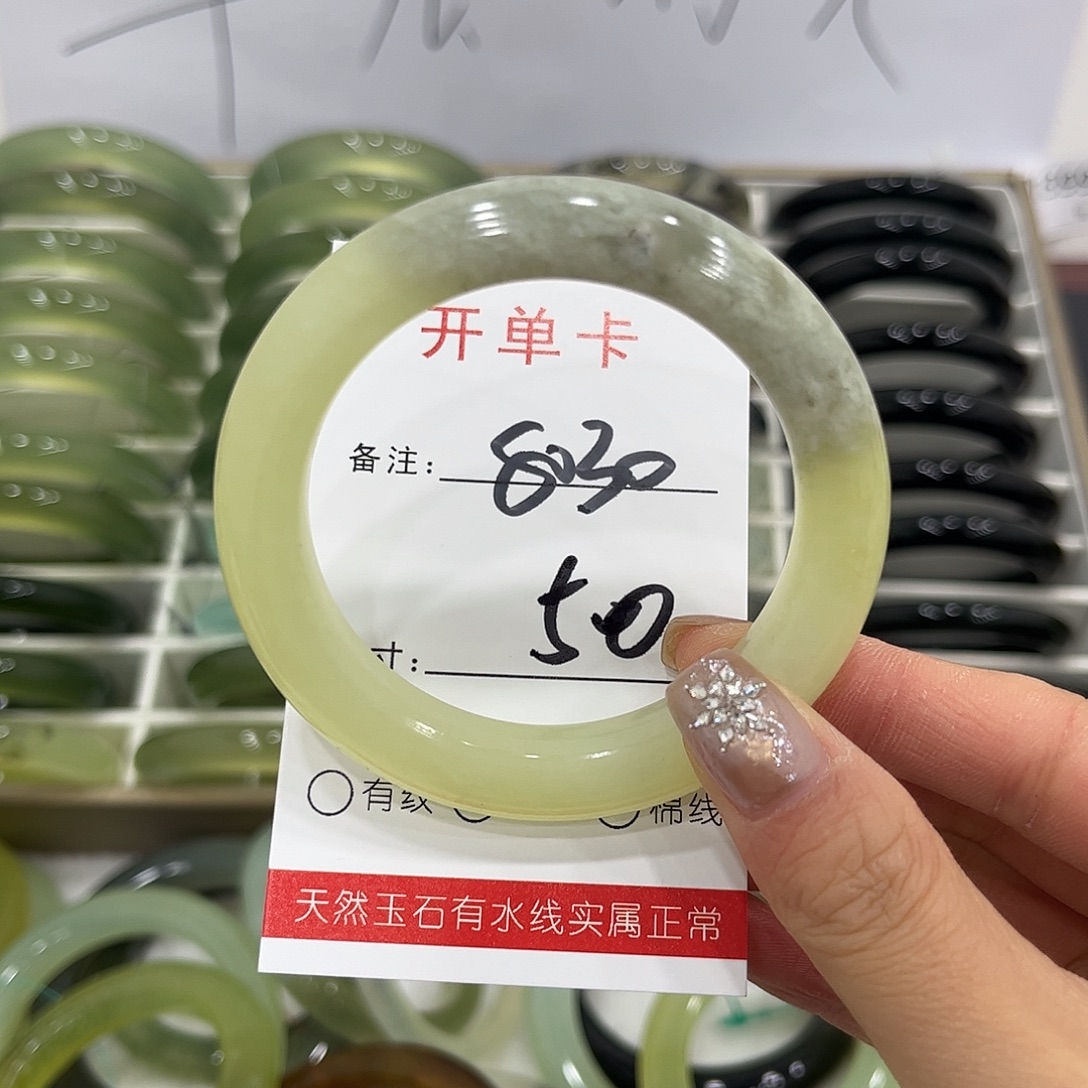 开单卡
备注: 8030
寸: 50
有纹
棉线
天然玉石有水线实属正常